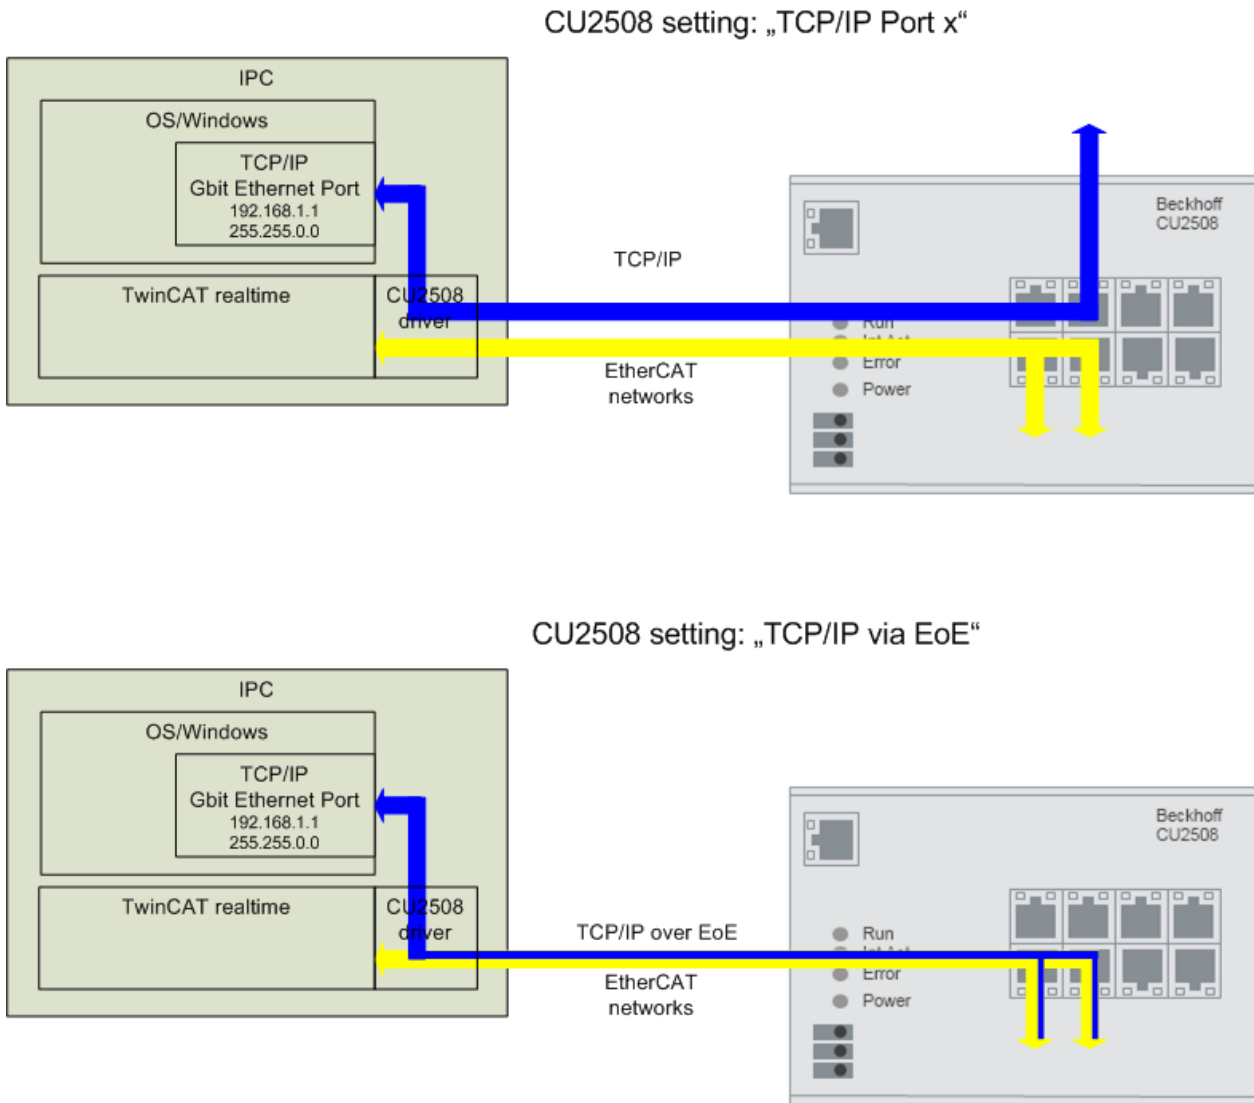 CU2508 setting: „TCP/IP Port x“
IPC
OS/Windows
TCP/IP
Gbit Ethernet Port
192.168.1.1
255.255.0.0
TwinCAT realtime
CU2508
driver
TCP/IP
EtherCAT
networks
Beckhoff
CU2508
Run
Error
Power
CU2508 setting: „TCP/IP via EoE“
IPC
OS/Windows
TCP/IP
Gbit Ethernet Port
192.168.1.1
255.255.0.0
TwinCAT realtime
CU2508
driver
TCP/IP over EoE
EtherCAT
networks
Beckhoff
CU2508
Run
Error
Power